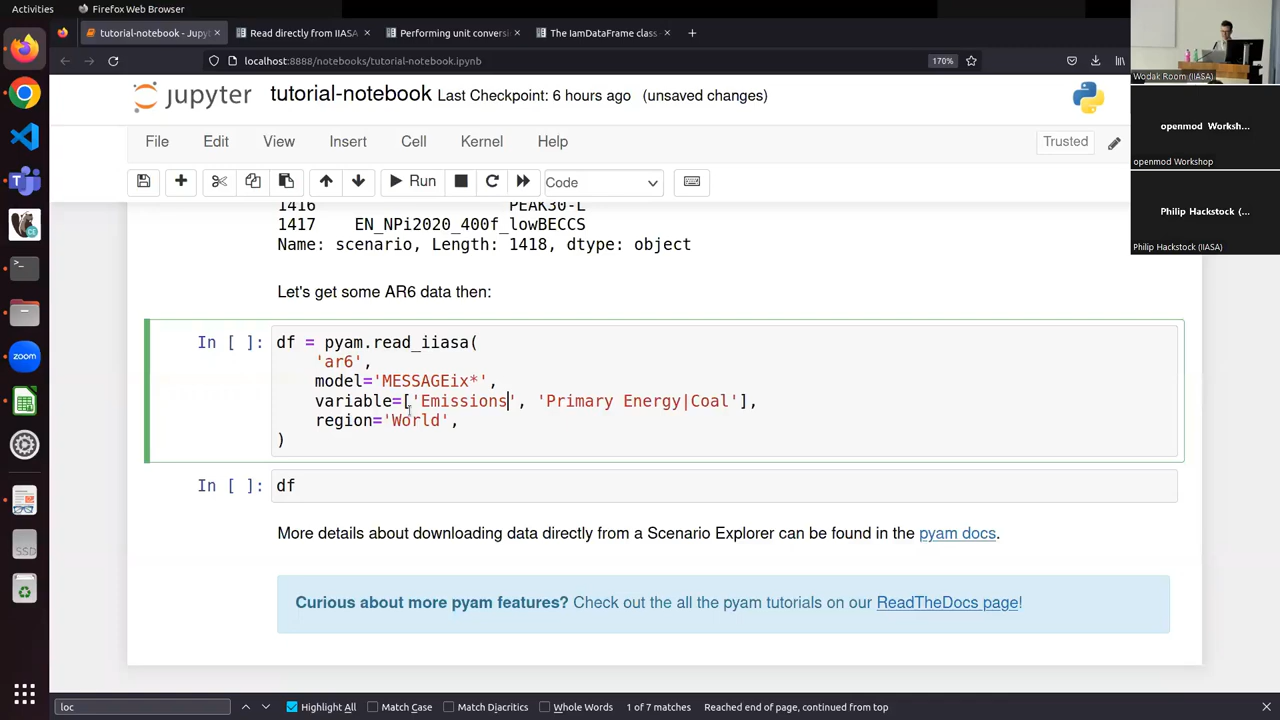 Activities
Firefox Web Browser
tutorial-notebook - Jupyt
Read directly from IIASA
Performing unit conversi
The IamDataFrame class
localhost:8888/notebooks/tutorial-notebook.ipynb
170%
jupyter
tutorial-notebook Last Checkpoint: 6 hours ago (unsaved changes)
File Edit View Insert Cell Kernel Help
Trusted
Run
Code
1416 PEAK30-L
1417 EN_NPi2020_400f_lowBECCS
Name: scenario, Length: 1418, dtype: object
Let's get some AR6 data then:
In [ ]:
df = pyam.read_iiasa(
'ar6',
model='MESSAGEix*',
variable=['Emissions', 'Primary Energy|Coal'],
region='World',
)
In [ ]:
df
More details about downloading data directly from a Scenario Explorer can be found in the pyam docs.
Curious about more pyam features? Check out the all the pyam tutorials on our ReadTheDocs page!
loc
Highlight All
Match Case
Match Diacritics
Whole Words
1 of 7 matches
Reached end of page, continued from top
Wodak Room (IIASA)
openmod Worksh...
openmod Workshop
Philip Hackstock (...
Philip Hackstock (IIASA)
zoom
SSD